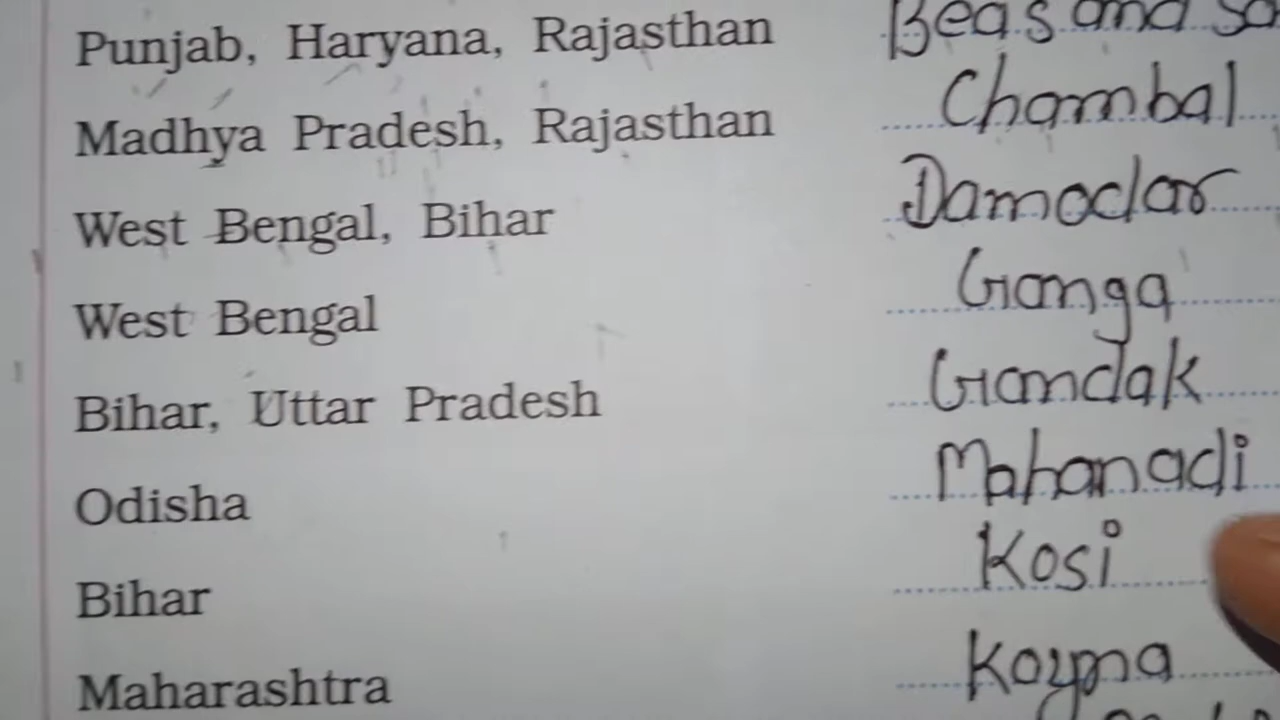 Punjab, Haryana, Rajasthan Beas and
Madhya Pradesh, Rajasthan Chambal
West Bengal, Bihar Damodar
West Bengal Ganga
Bihar, Uttar Pradesh Gandak
Odisha Mahanadi
Bihar Kosi
Maharashtra Koyna